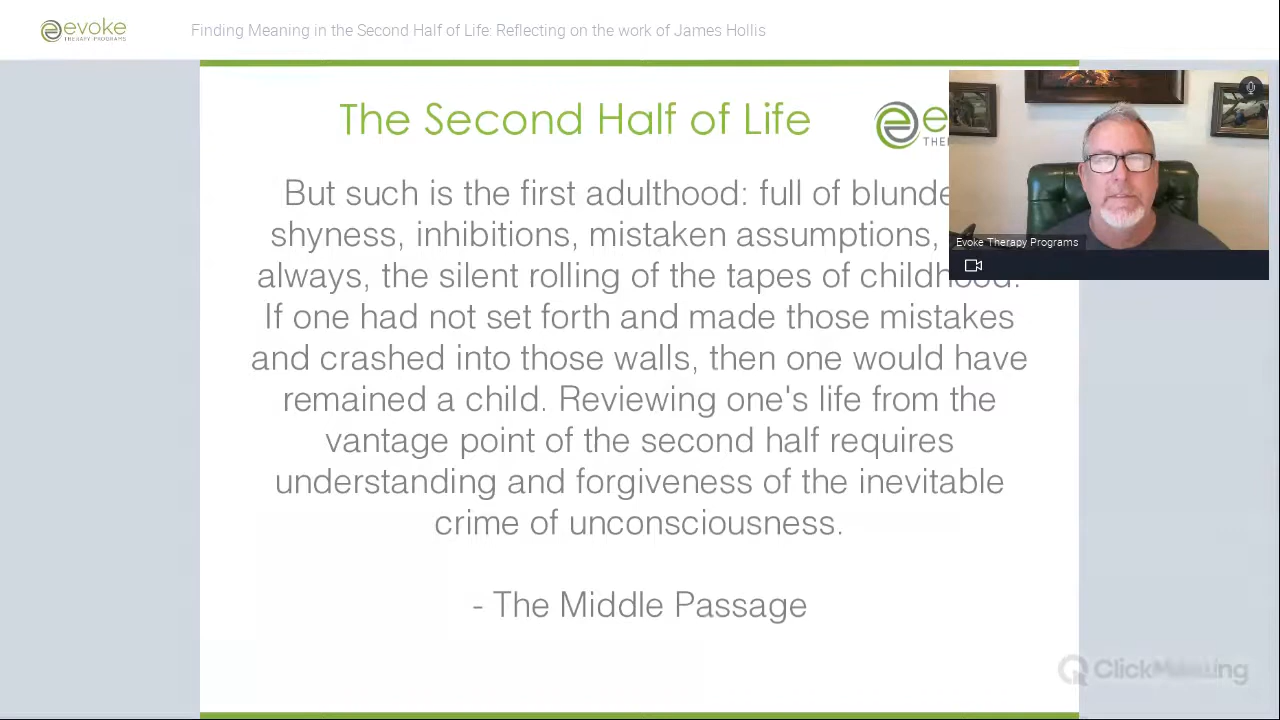 evoke
THERAPY PROGRAMS
Finding Meaning in the Second Half of Life: Reflecting on the work of James Hollis
The Second Half of Life
But such is the first adulthood: full of
shyness, inhibitions, mistaken assumptions,
always, the silent rolling of the tapes of
If one had not set forth and made those mistakes
and crashed into those walls, then one would have
remained a child. Reviewing one's life from the
vantage point of the second half requires
understanding and forgiveness of the inevitable
crime of unconsciousness.
- The Middle Passage
Evoke Therapy Programs
ClickMeeting